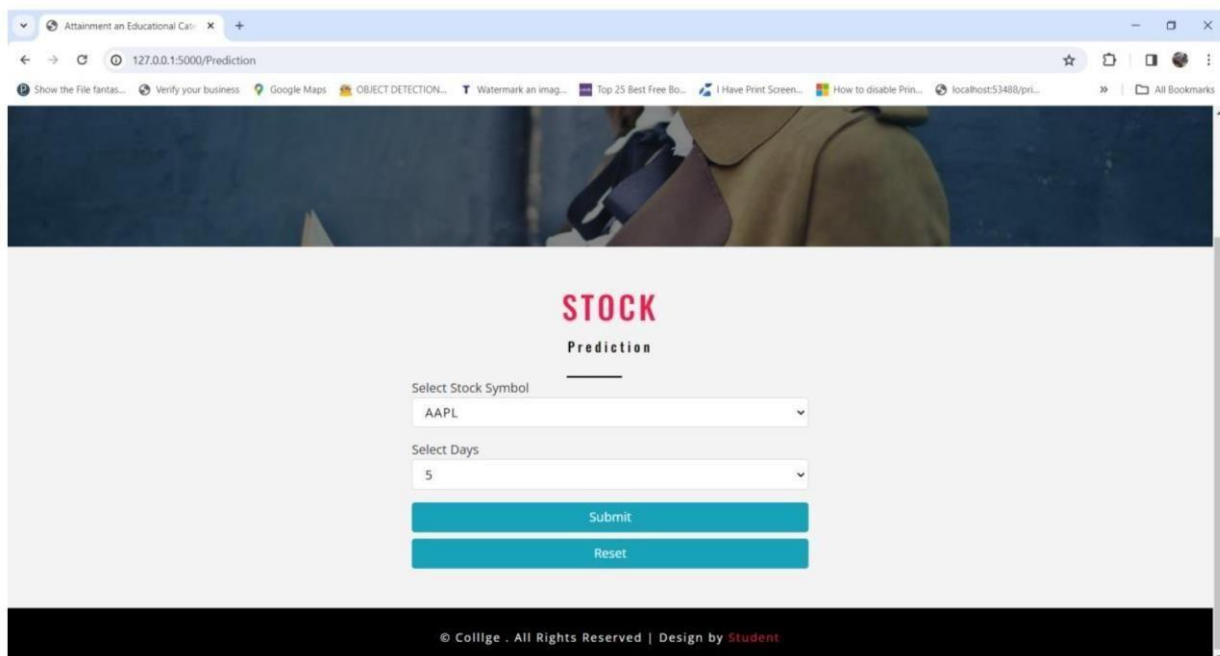 Attainment an Educational Cat
127.0.0.1:5000/Prediction
Show the File fantas... Verify your business Google Maps OBJECT DETECTION... T Watermark an imag... Top 25 Best Free Bo... I Have Print Screen... How to disable Prin... localhost:53488/pri... » All Bookmarks
STOCK
Prediction
Select Stock Symbol
AAPL
Select Days
5
Submit
Reset
© Colllge . All Rights Reserved | Design by Student